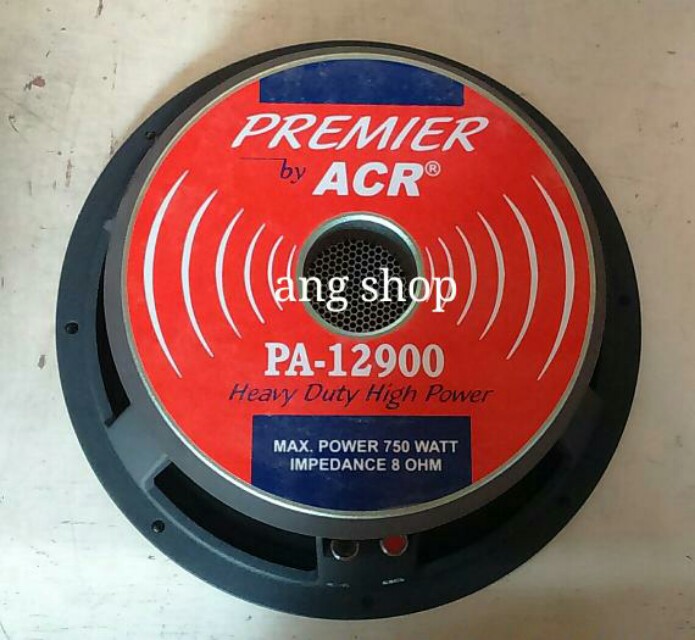 PREMIER
by ACR®
ang shop
PA-12900
Heavy Duty High Power
MAX. POWER 750 WATT
IMPEDANCE 8 OHM